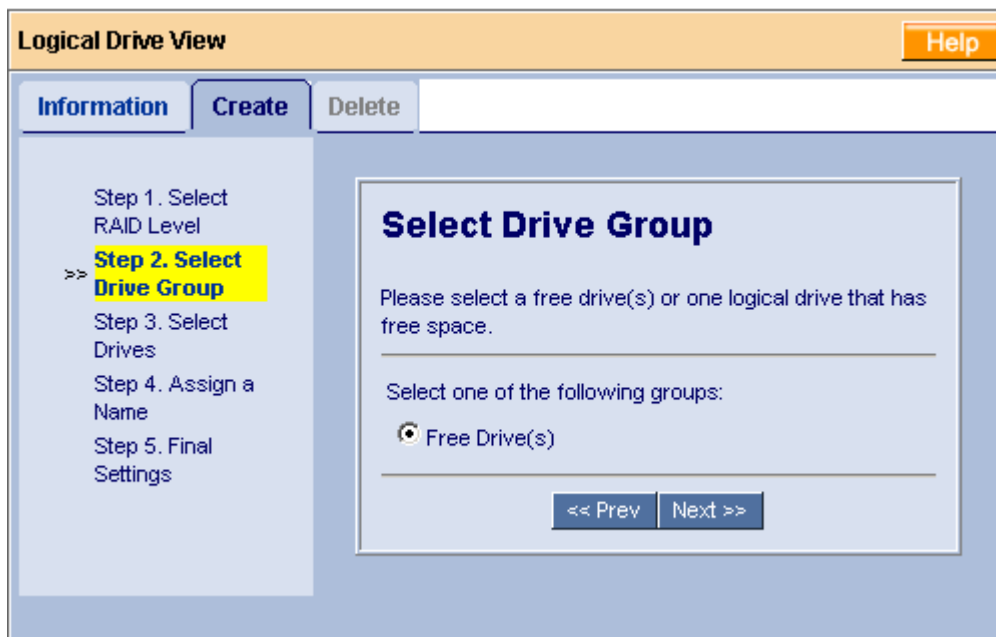 Logical Drive View
Help
Information
Create
Delete
Step 1. Select
RAID Level
>> Step 2. Select
Drive Group
Step 3. Select
Drives
Step 4. Assign a
Name
Step 5. Final
Settings
Select Drive Group
Please select a free drive(s) or one logical drive that has
free space.
Select one of the following groups:
Free Drive(s)
<< Prev
Next >>